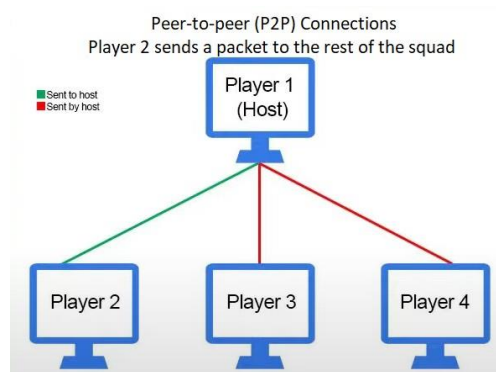 Peer-to-peer (P2P) Connections
Player 2 sends a packet to the rest of the squad
Sent to host
Sent by host
Player 1
(Host)
Player 2
Player 3
Player 4